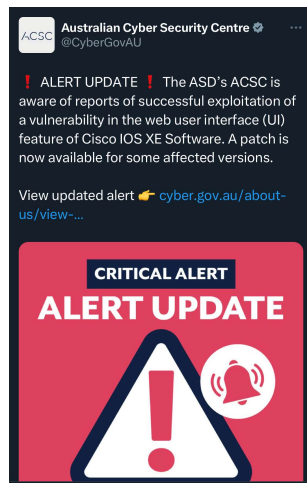 ACSC
Australian Cyber Security Centre
@CyberGovAU
❗ ALERT UPDATE ❗ The ASD's ACSC is
aware of reports of successful exploitation of
a vulnerability in the web user interface (UI)
feature of Cisco IOS XE Software. A patch is
now available for some affected versions.
View updated alert 👉 cyber.gov.au/about-
us/view-...
CRITICAL ALERT
ALERT UPDATE